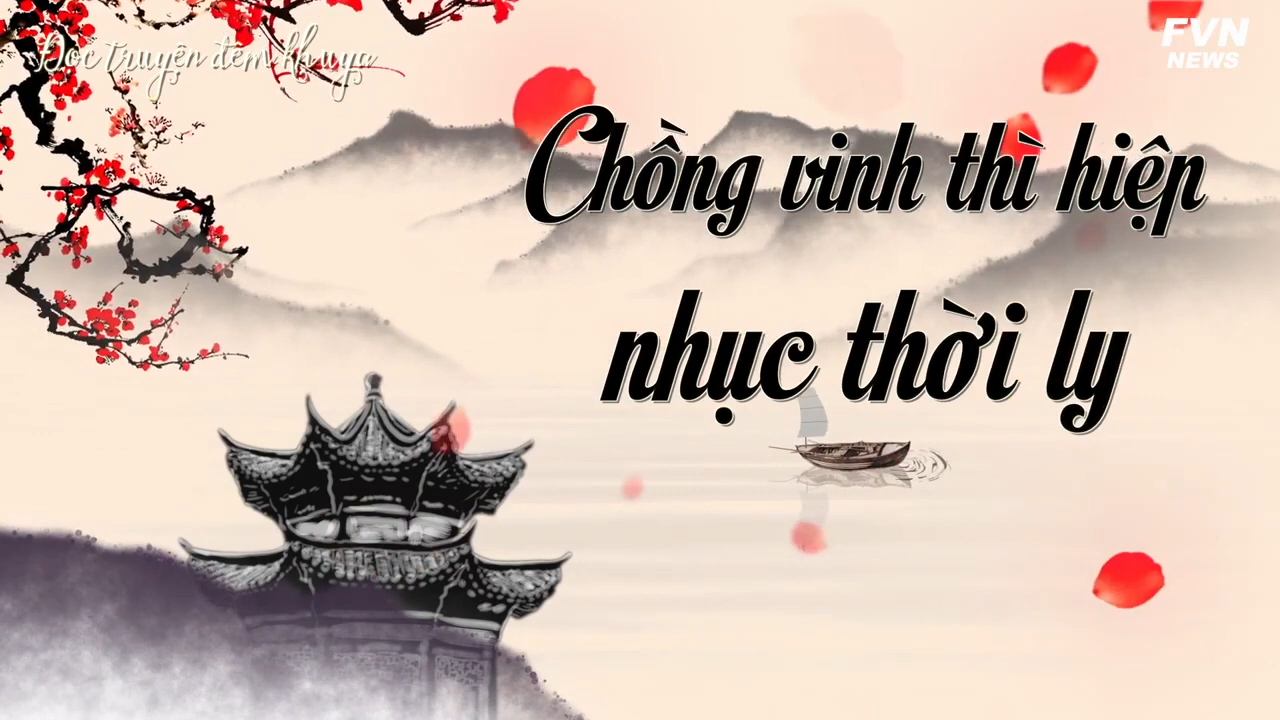 Đọc truyện đêm khuya
FVN
NEWS
Chồng vinh thì hiệp
nhục thời ly